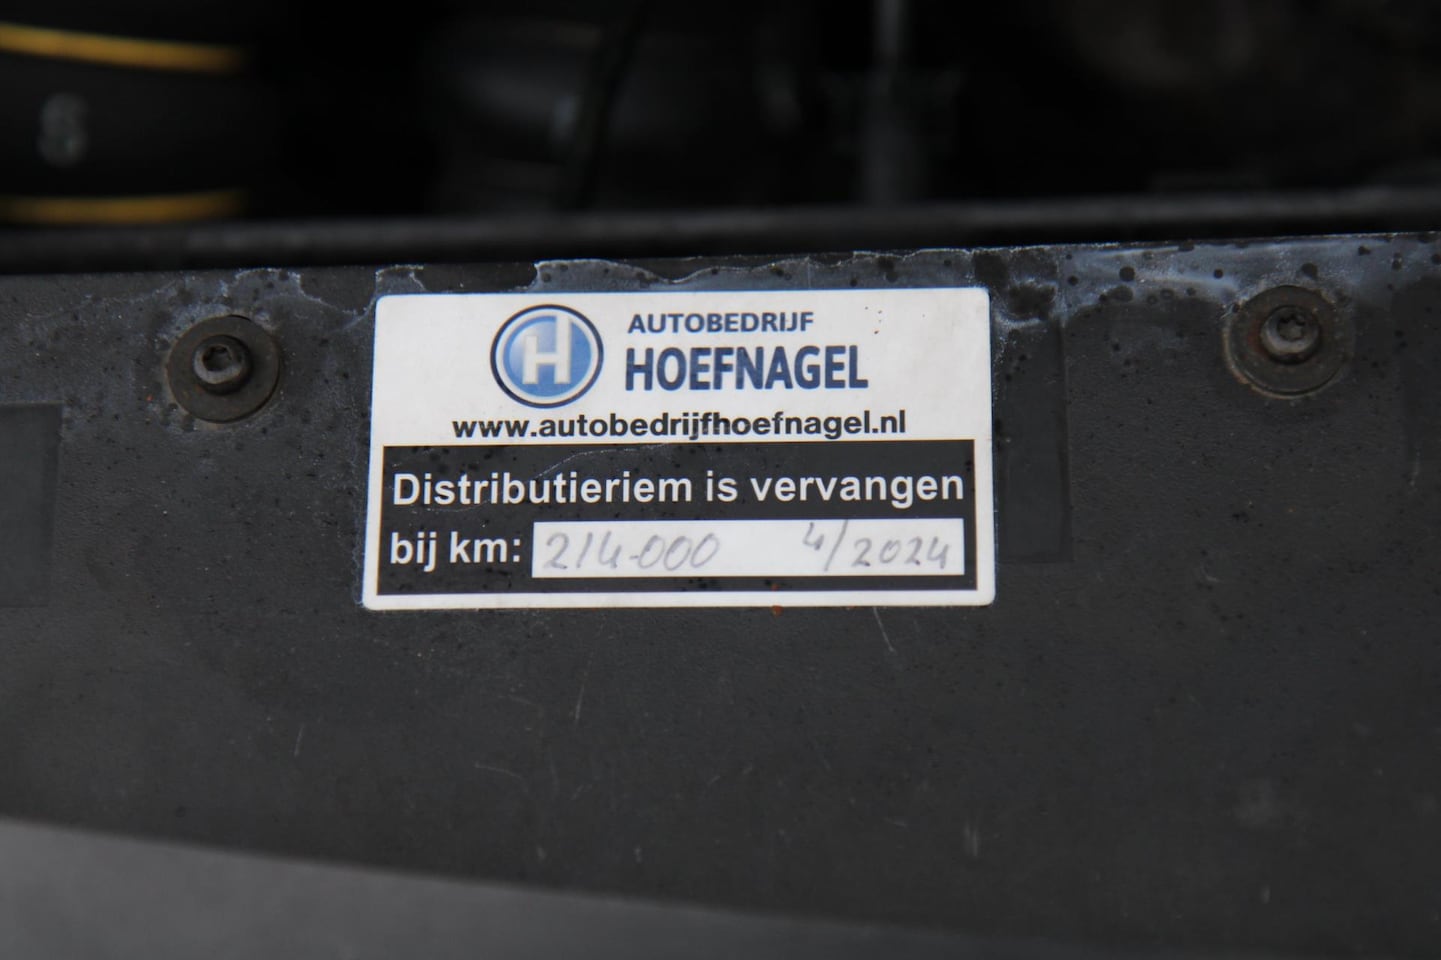 H
AUTOBEDRIJF
HOEFNAGEL
www.autobedrijfhoefnagel.nl
Distributieriem is vervangen
bij km: 214-000 4/2024